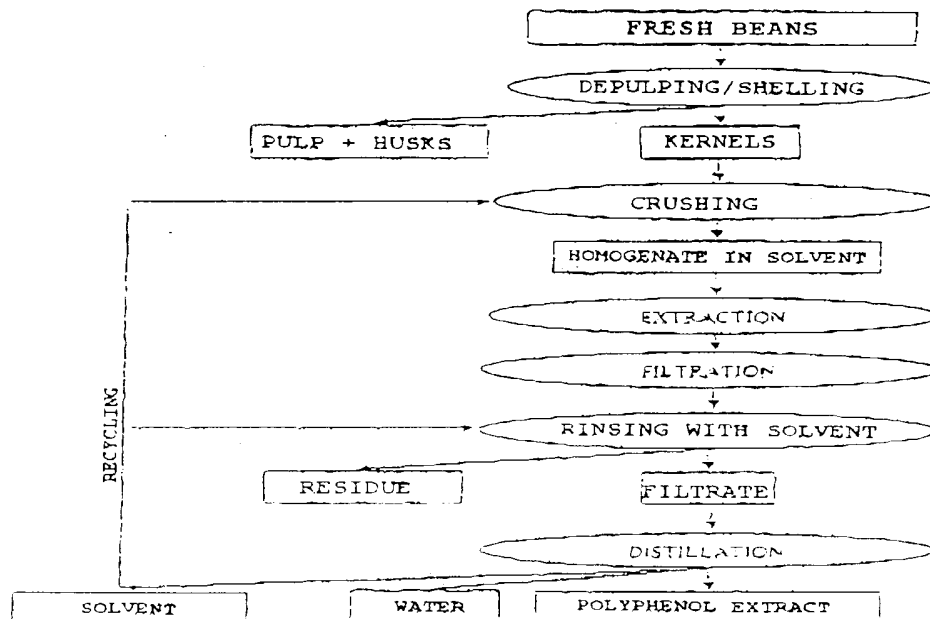 FRESH BEANS
DEPULPING/SHELLING
PULP + HUSKS
KERNELS
CRUSHING
HOMOGENATE IN SOLVENT
EXTRACTION
FILTRATION
RECYCLING
RINSING WITH SOLVENT
RESIDUE
FILTRATE
DISTILLATION
SOLVENT
WATER
POLYPHENOL EXTRACT